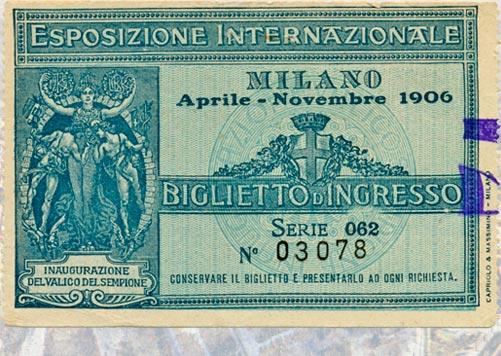 ESPOSIZIONE INTERNAZIONALE
MILANO
Aprile - Novembre 1906
BIGLIETTO D'INGRESSO
SERIE 062
Nº 03078
CONSERVARE IL BIGLIETTO E PRESENTARLO AD OGNI RICHIESTA.
INAUGURAZIONE
DEL VALICO DEL SEMPIONE
CAPRIOLO & MASSIMINO - MILANO